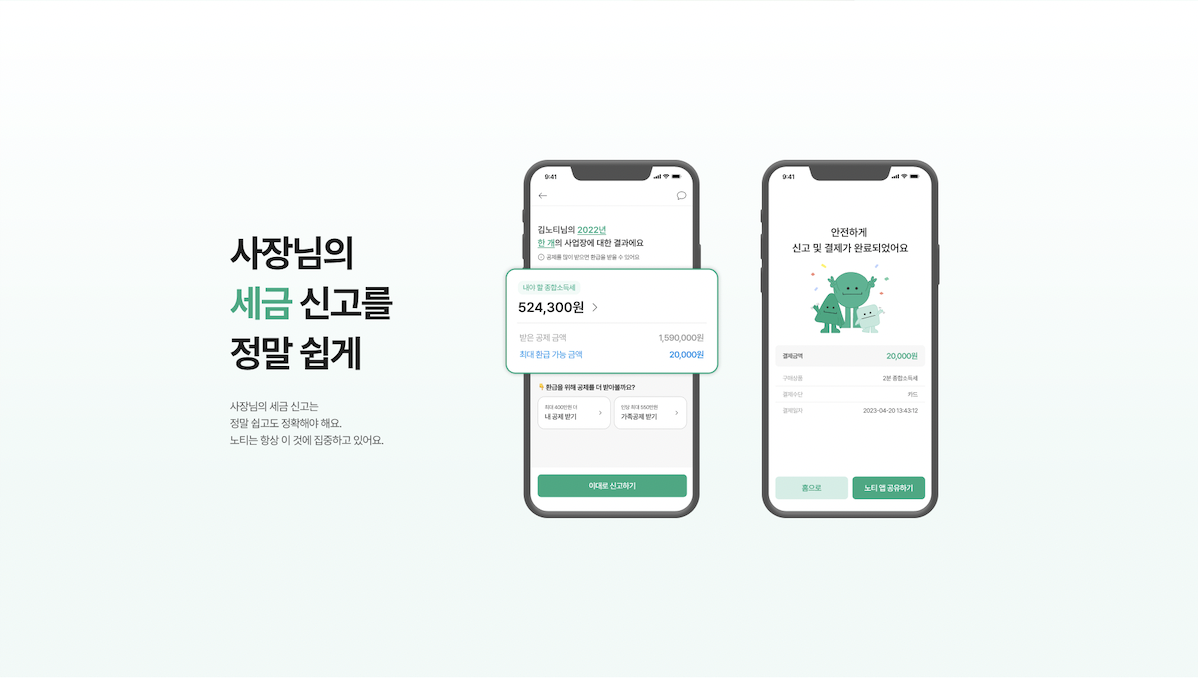 사장님의
세금 신고를
정말 쉽게
사장님의 세금 신고는
정말 쉽고도 정확해야 해요.
노티는 항상 이 것에 집중하고 있어요.
9:41
김노티님의 2022년
한 개의 사업장에 대한 결과에요
공제를 많이 받으면 환급을 받을 수 있어요
내야 할 종합소득세
524,300원
받은 공제 금액 1,590,000원
최대 환급 가능 금액 20,000원
환급을 위해 공제를 더 받아볼까요?
최대 400만원 더
내 공제 받기
인당 최대 550만원
가족공제 받기
이대로 신고하기
9:41
안전하게
신고 및 결제가 완료되었어요
결제금액 20,000원
구매상품 2분 종합소득세
결제수단 카드
결제일자 2023-04-20 13:43:12
홈으로
노티 앱 공유하기